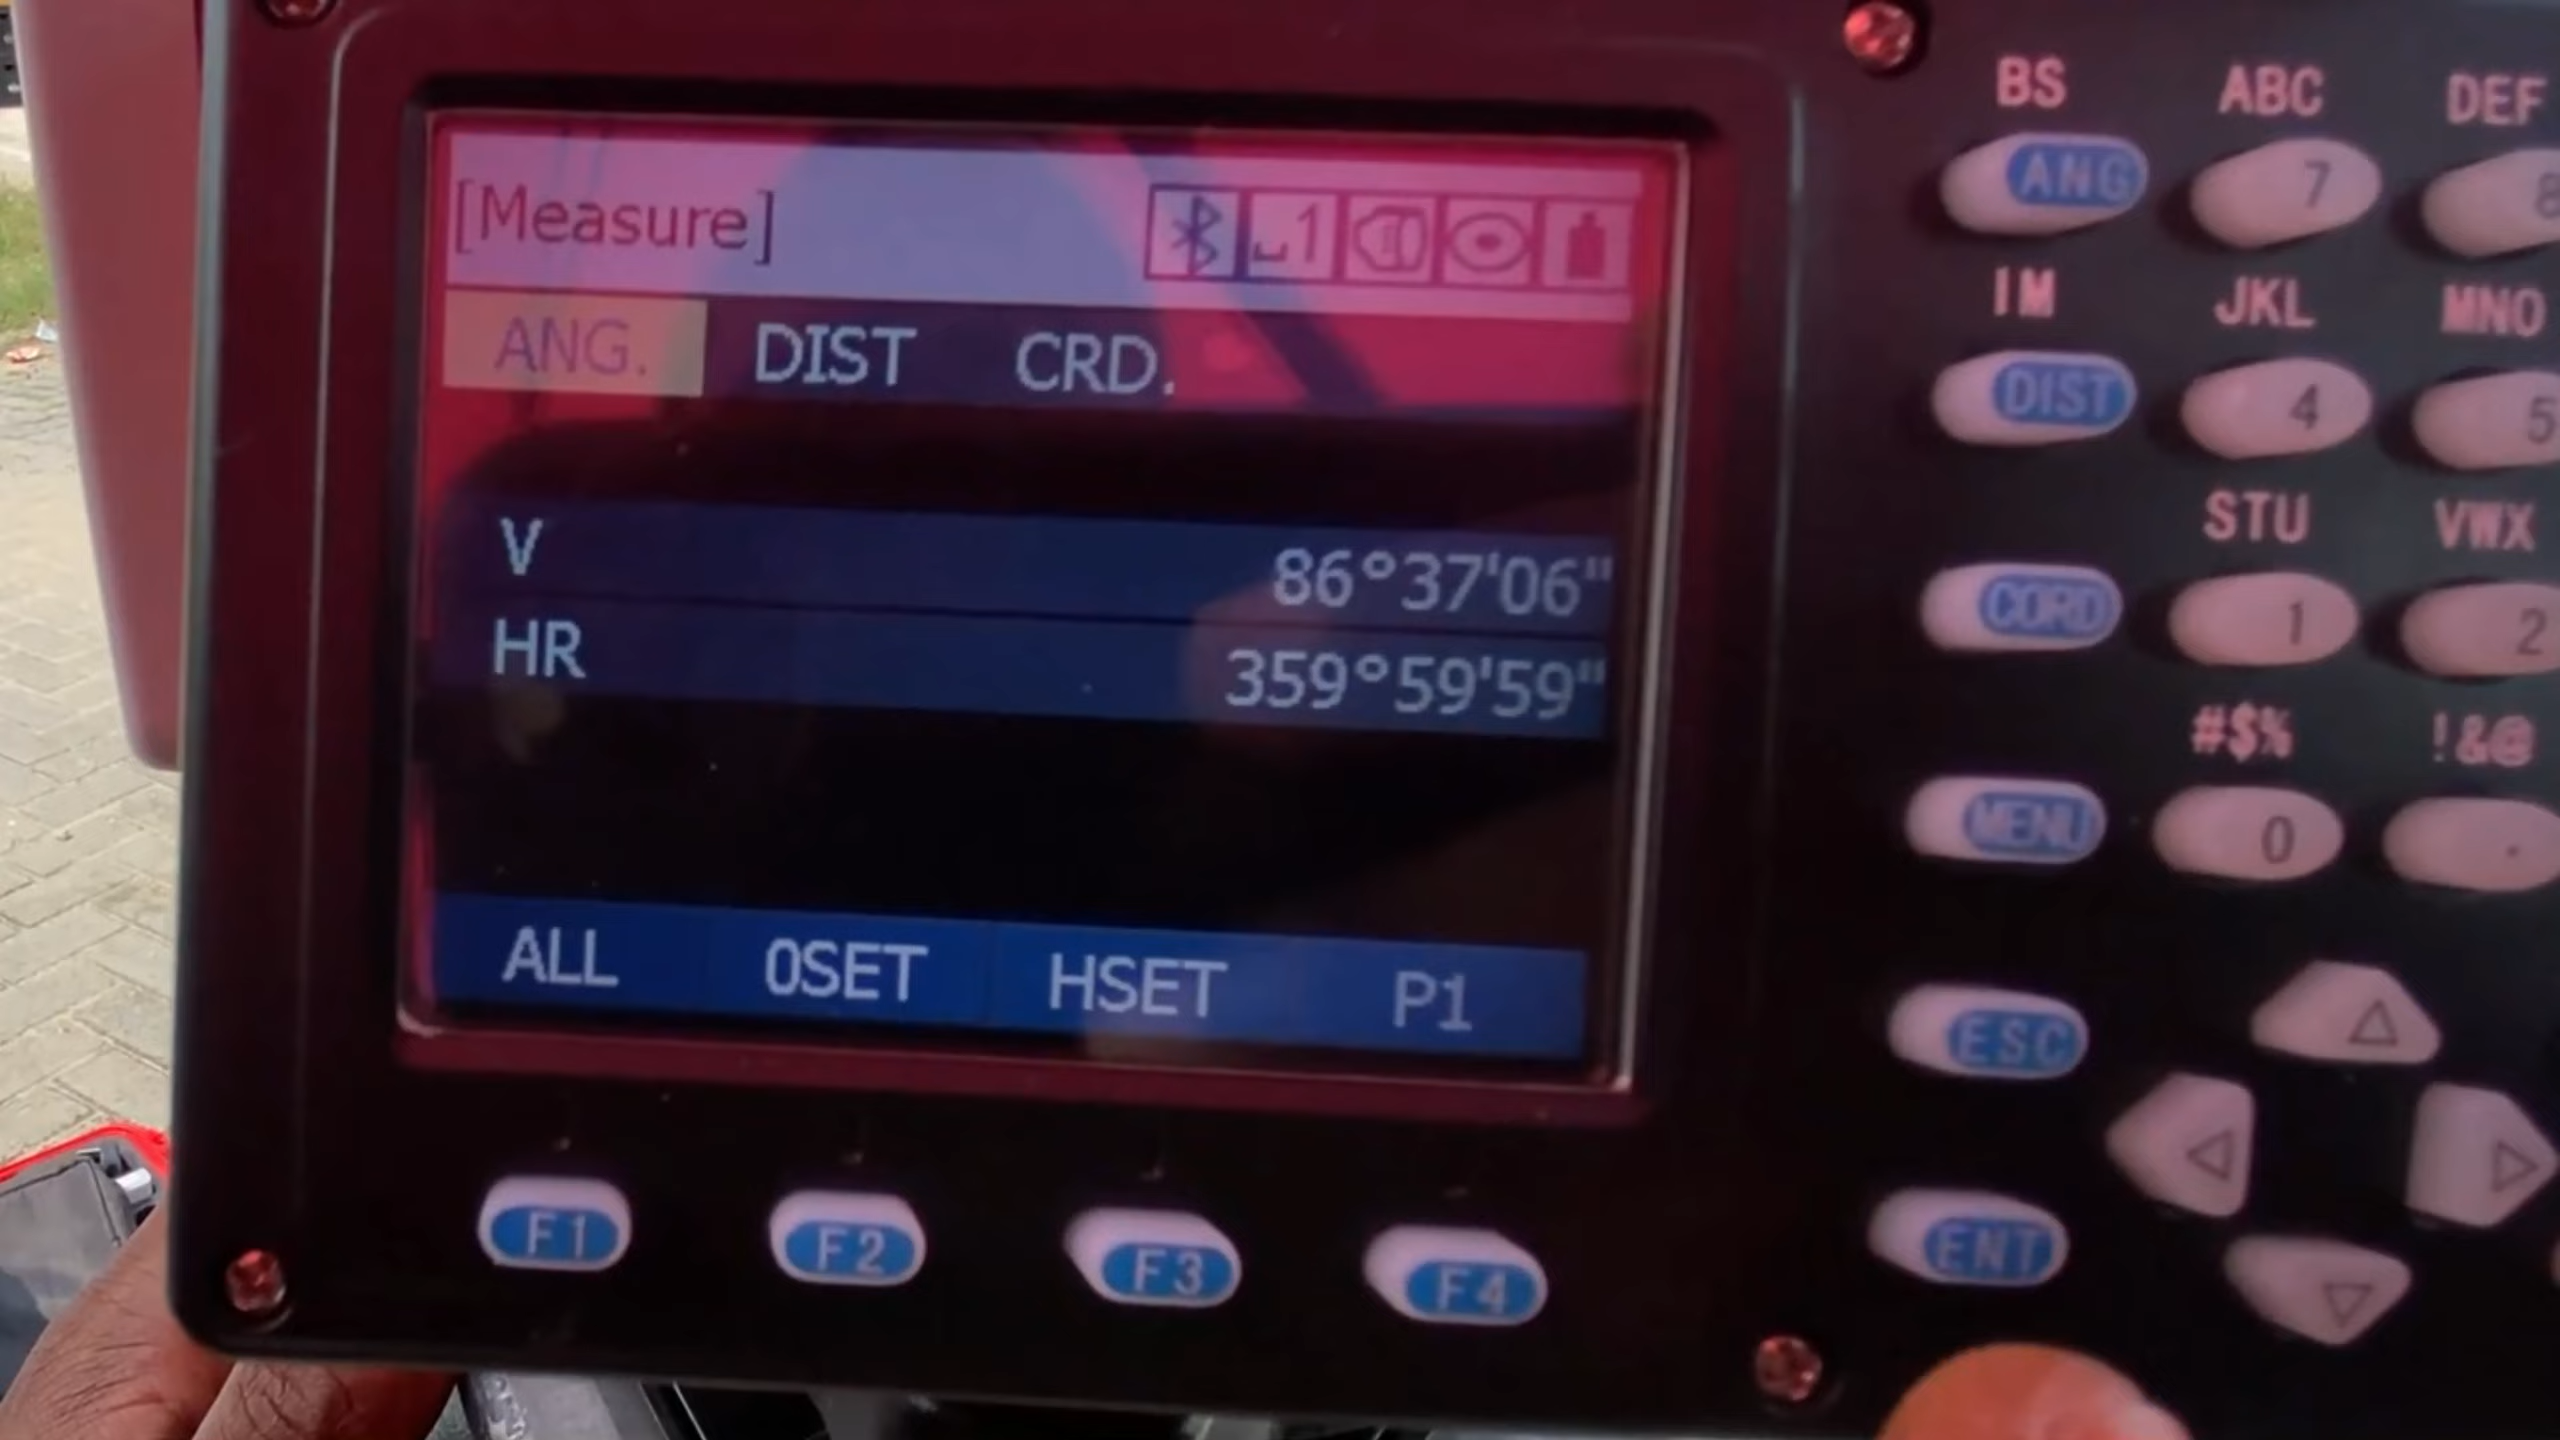 [Measure] 1
ANG. DIST CRD.
V 86°37'06"
HR 359°59'59"
ALL 0SET HSET P1
F1 F2 F3 F4
BS ABC DEF
ANG 7 8
IM JKL MNO
DIST 4 5
STU VWX
CORD 1 2
#$% !&@
MENU 0 .
ESC
ENT